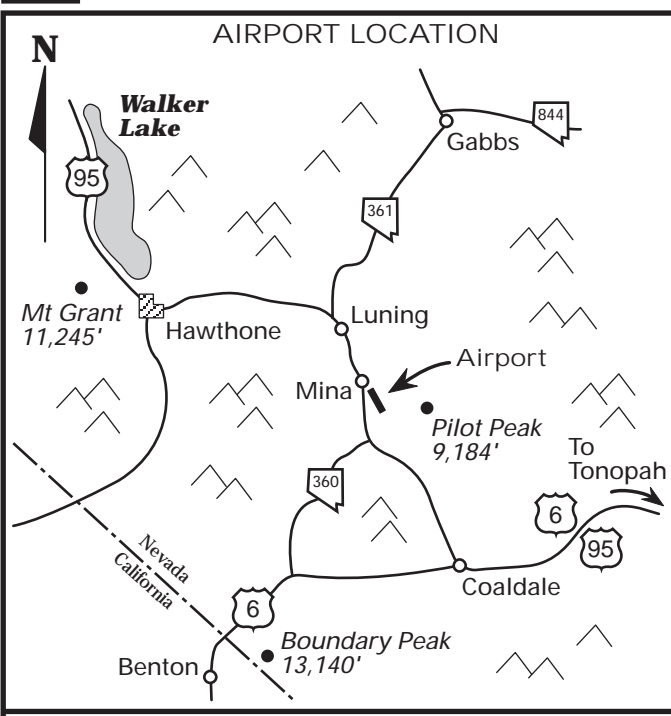 AIRPORT LOCATION
N
Walker
Lake
844
Gabbs
95
361
Mt Grant
11,245'
Hawthone
Luning
Airport
Mina
Pilot Peak
9,184'
To
Tonopah
360
6
95
Nevada
California
Coaldale
6
Boundary Peak
13,140'
Benton